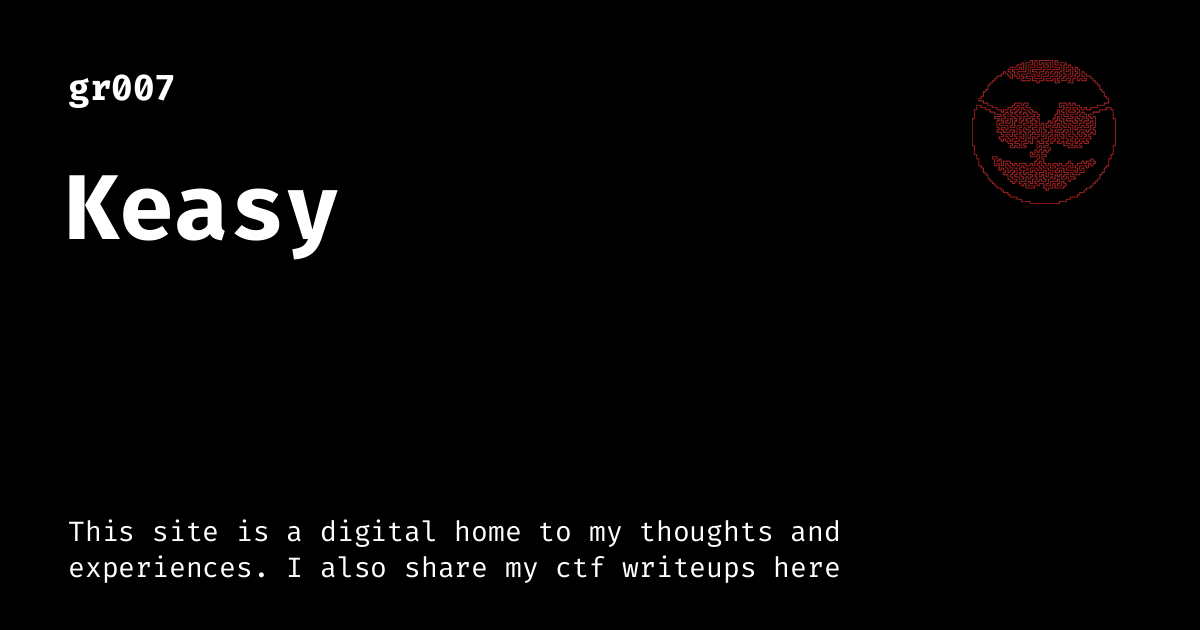 gr007
Keasy
This site is a digital home to my thoughts and
experiences. I also share my ctf writeups here